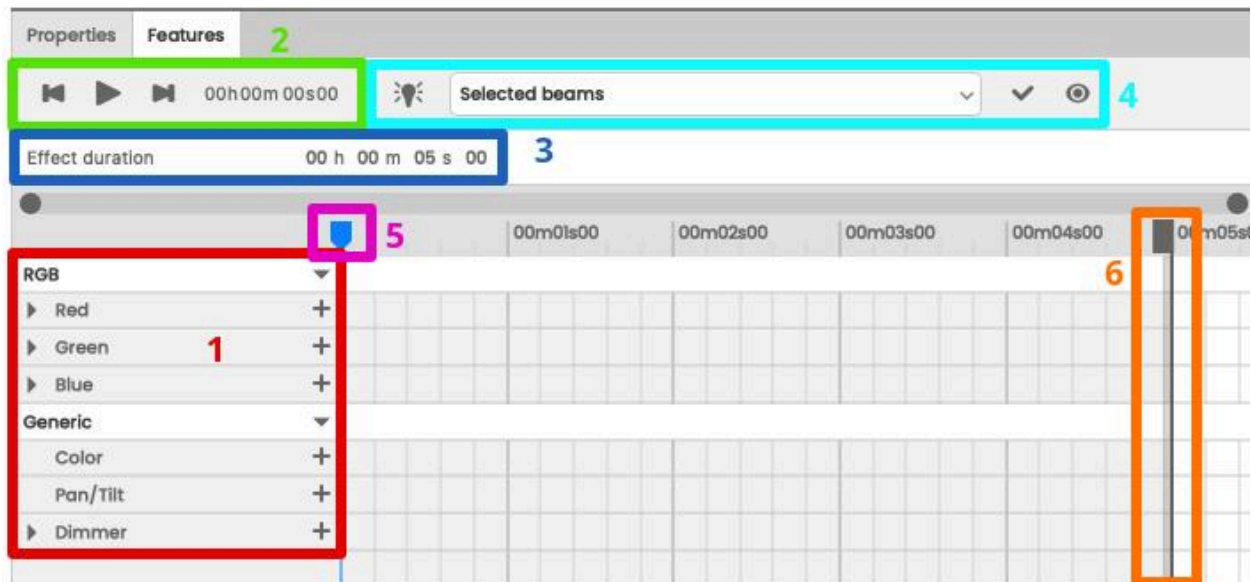 Properties Features 2
00h00m00s00 Selected beams 4
Effect duration 00 h 00 m 05 s 00 3
5 00m01s00 00m02s00 00m03s00 00m04s00 00m05s0
RGB 6
Red
Green 1
Blue
Generic
Color
Pan/Tilt
Dimmer